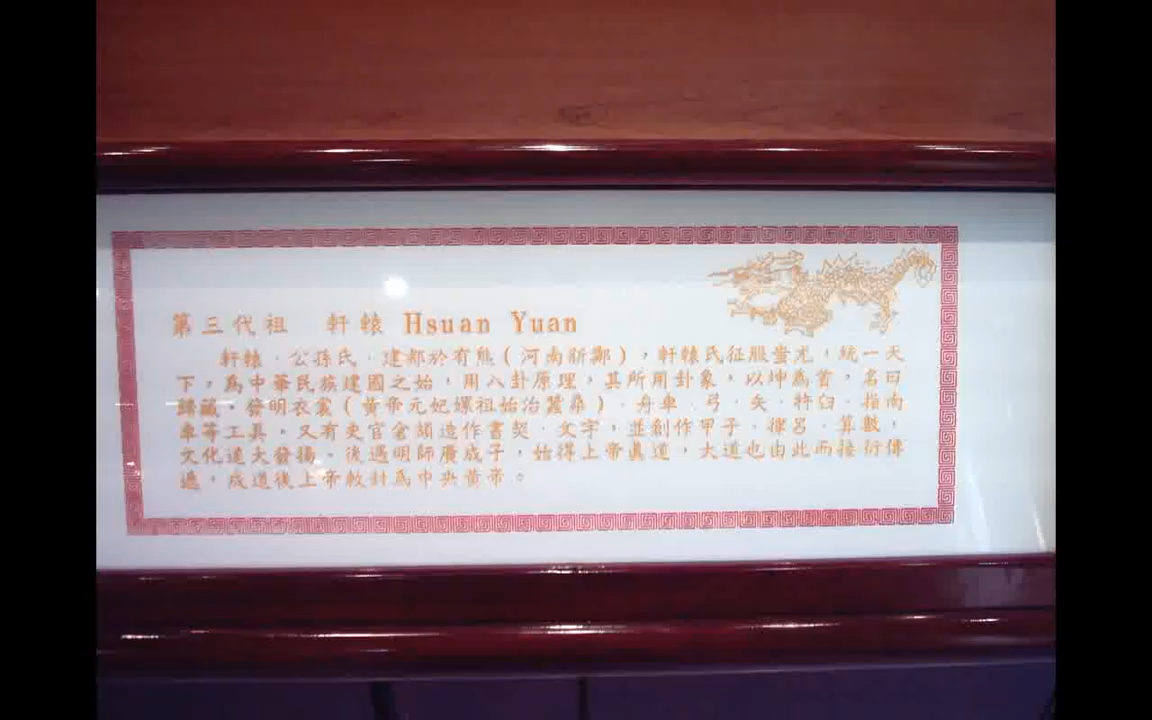 第三代祖　軒轅 Hsuan Yuan
軒轅．公孫氏．建都於有熊(河南新鄭)，軒轅氏征服蚩尤，統一天
下，為中華民族建國之始，用八卦原理，其所用卦象，以坤為首，名曰
歸藏，發明衣裳(黃帝元妃嫘祖始治蠶桑)．舟車．弓．矢．杵臼．指南
車等工具，又有史官倉頡造作書契．文字，並創作甲子．律呂．算數，
文化遠大發揚。後遇明師廣成子，始得上帝眞道，大道也由此而接衍傳
遞，成道後上帝敕封為中央黃帝。